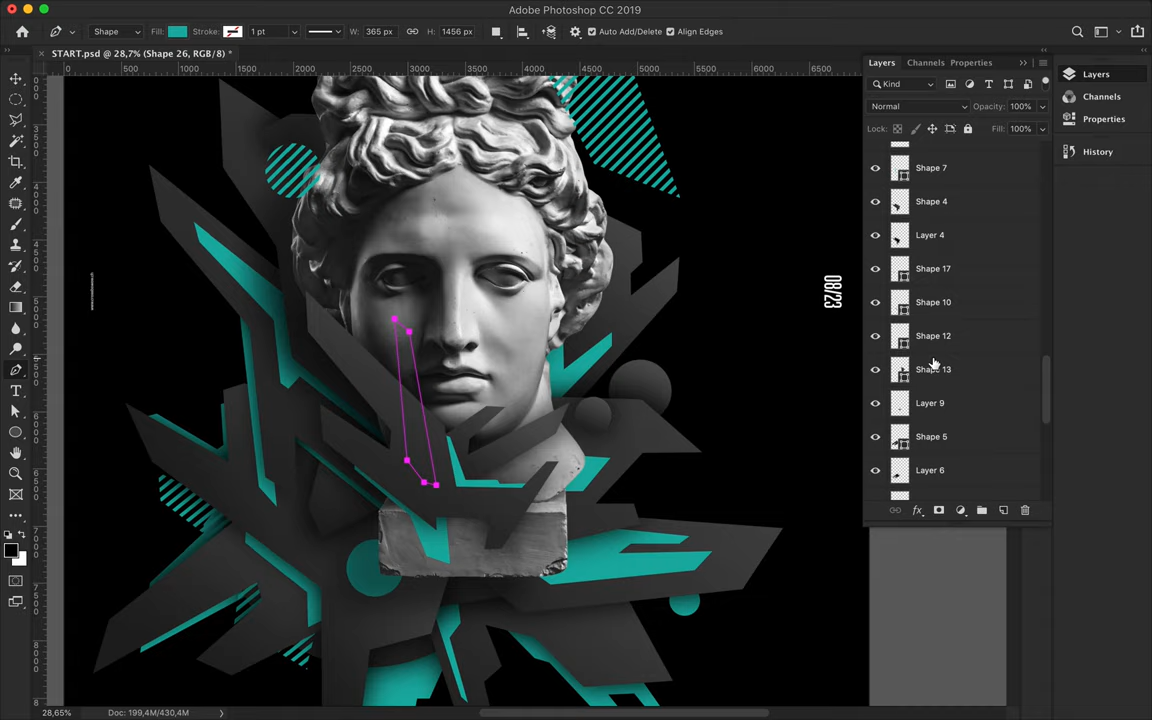 Adobe Photoshop CC 2019
Shape Fill: Stroke: 1 pt W: 365 px H: 1456 px Auto Add/Delete Align Edges
START.psd @ 28,7% (Shape 26, RGB/8) *
0 500 1000 1500 2000 2500 3000 3500 4000 4500 5000 5500 6000 6500
Layers Channels Properties
Kind
Normal Opacity: 100%
Lock: Fill: 100%
Shape 7
Shape 4
Layer 4
Shape 17
Shape 10
Shape 12
Shape 13
Layer 9
Shape 5
Layer 6
fx
Layers
Channels
Properties
History
08/23
28,65% Doc: 199,4M/430,4M